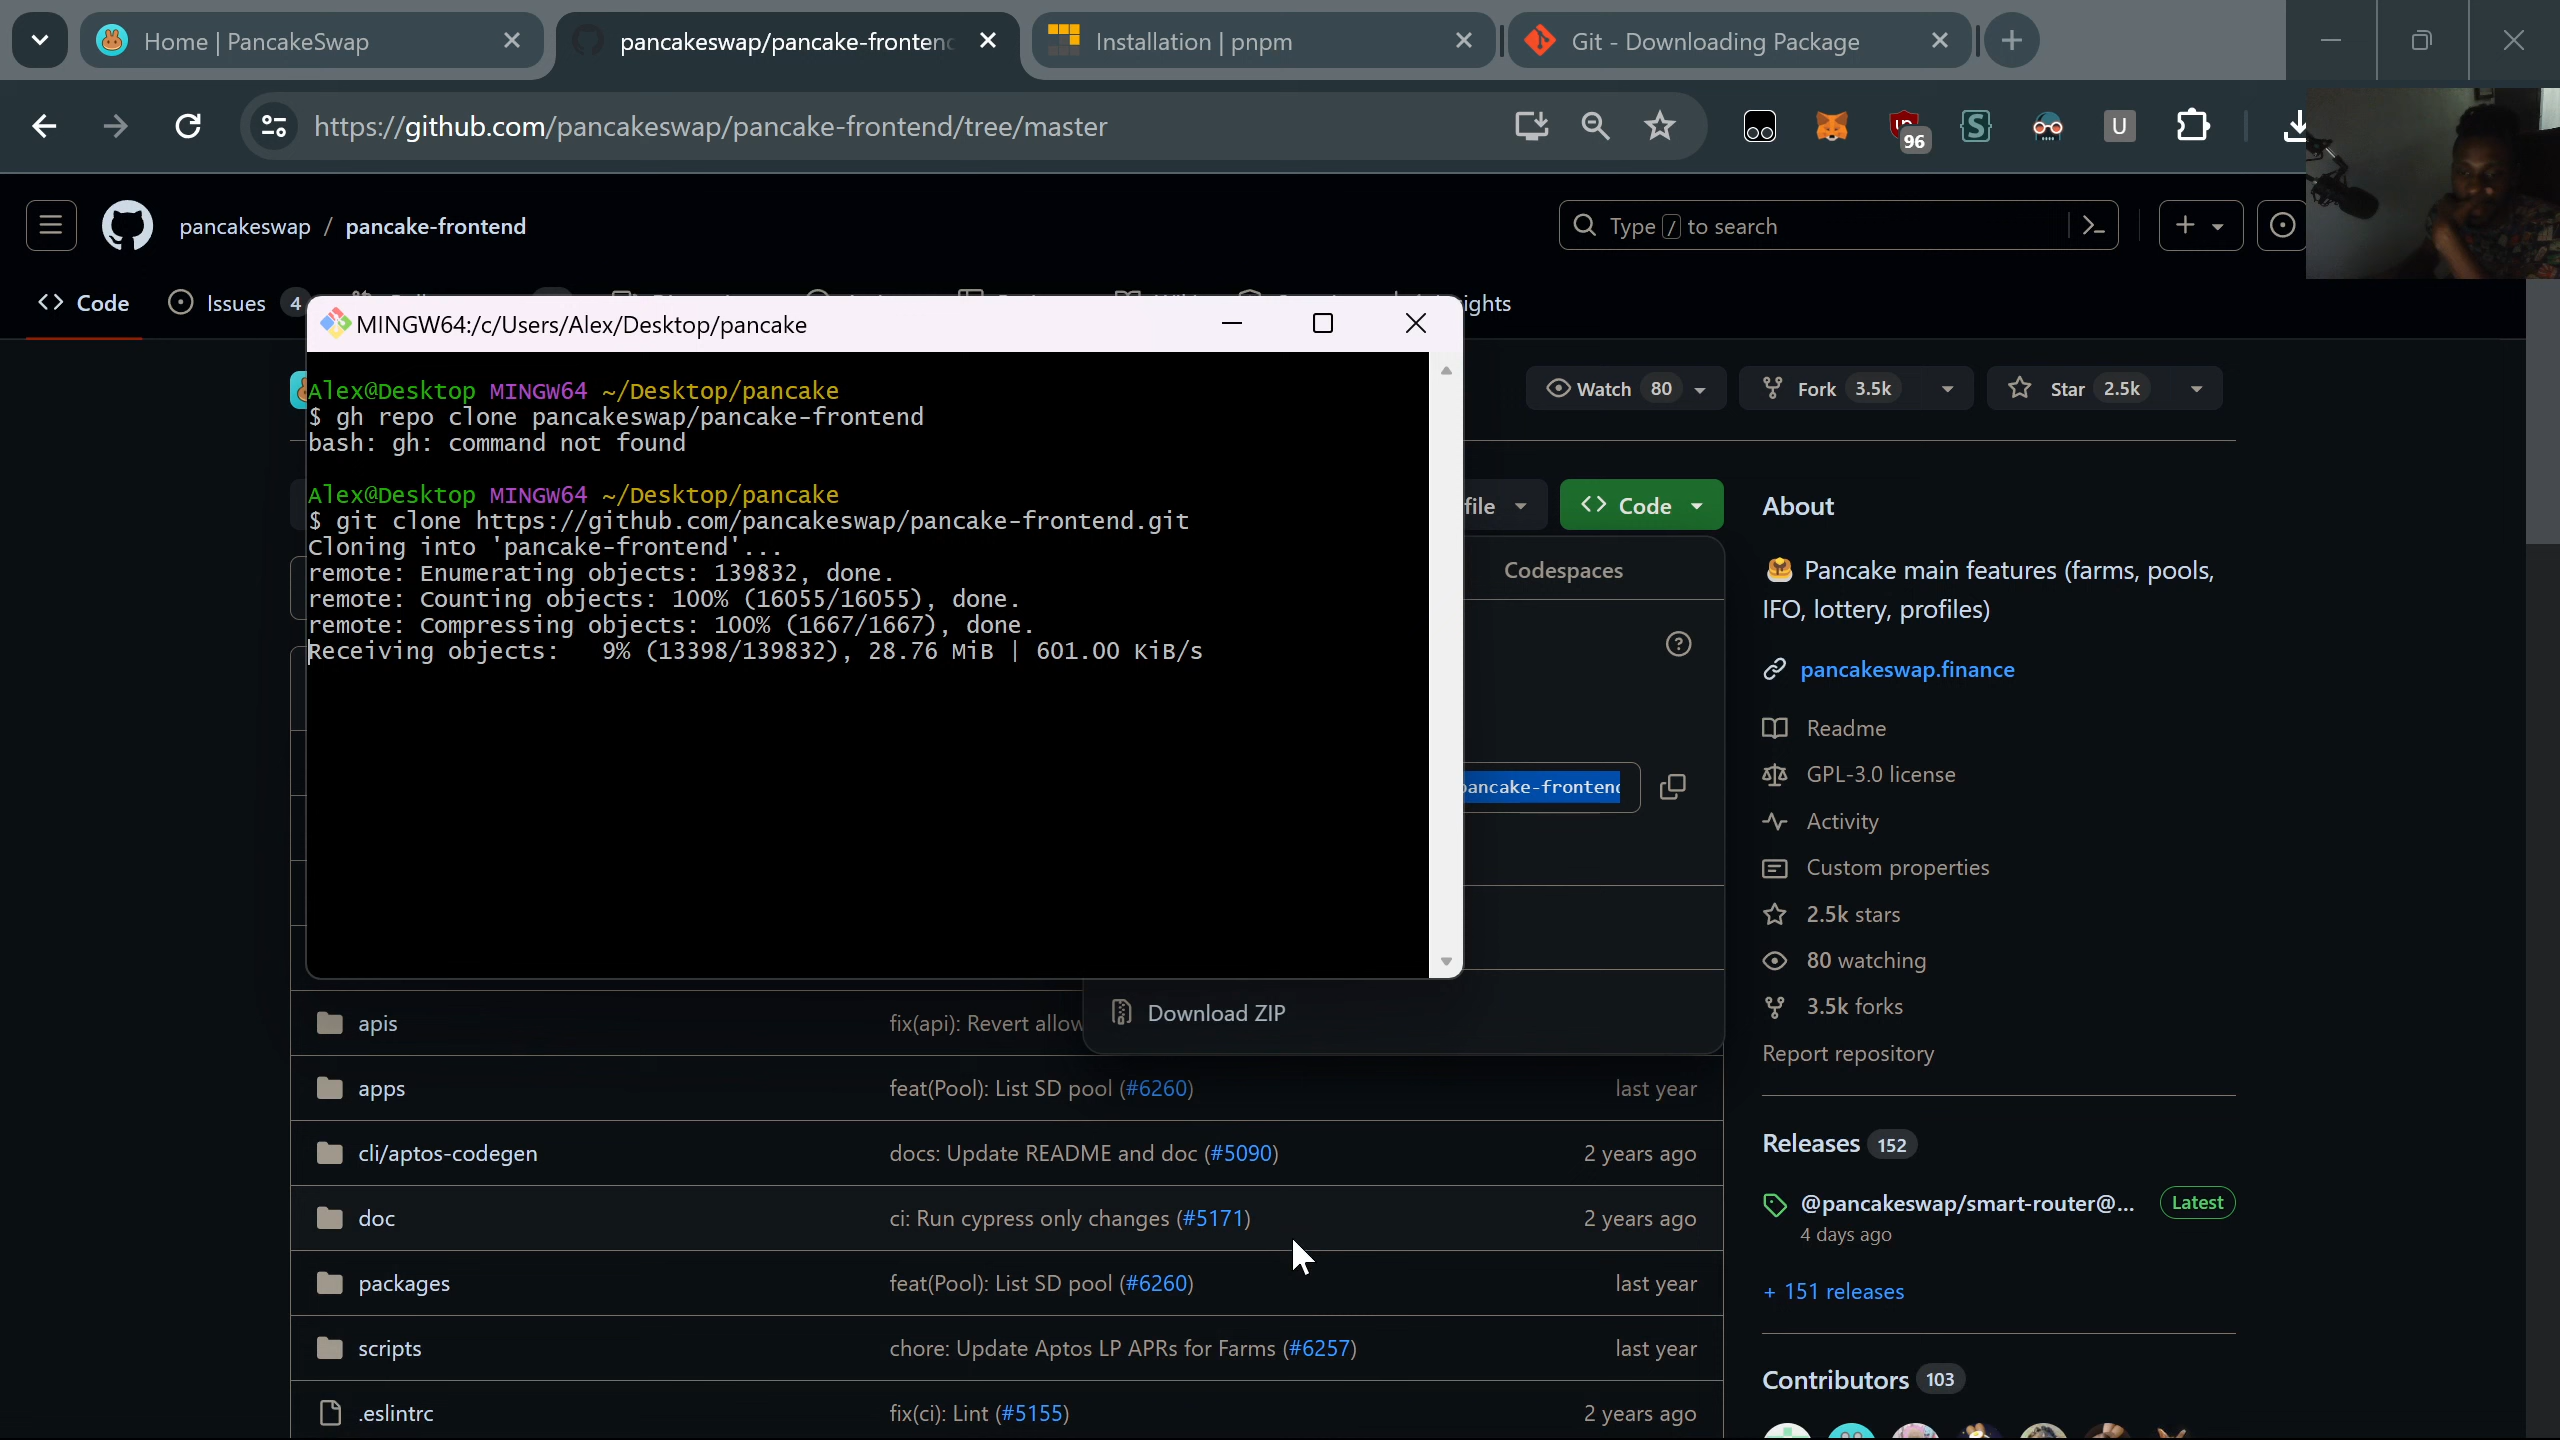 Home | PancakeSwap
pancakeswap/pancake-frontend
Installation | pnpm
Git - Downloading Package
https://github.com/pancakeswap/pancake-frontend/tree/master
96
U
pancakeswap / pancake-frontend
Type / to search
Code
Issues 4
ights
MINGW64:/c/Users/Alex/Desktop/pancake
Alex@Desktop MINGW64 ~/Desktop/pancake
$ gh repo clone pancakeswap/pancake-frontend
bash: gh: command not found
Alex@Desktop MINGW64 ~/Desktop/pancake
$ git clone https://github.com/pancakeswap/pancake-frontend.git
Cloning into 'pancake-frontend'...
remote: Enumerating objects: 139832, done.
remote: Counting objects: 100% (16055/16055), done.
remote: Compressing objects: 100% (1667/1667), done.
Receiving objects:   9% (13398/139832), 28.76 MiB | 601.00 KiB/s
Watch 80
Fork 3.5k
Star 2.5k
file
Code
Codespaces
pancake-frontend
Download ZIP
apis fix(api): Revert allow
apps feat(Pool): List SD pool (#6260) last year
cli/aptos-codegen docs: Update README and doc (#5090) 2 years ago
doc ci: Run cypress only changes (#5171) 2 years ago
packages feat(Pool): List SD pool (#6260) last year
scripts chore: Update Aptos LP APRs for Farms (#6257) last year
.eslintrc fix(ci): Lint (#5155) 2 years ago
About
Pancake main features (farms, pools,
IFO, lottery, profiles)
pancakeswap.finance
Readme
GPL-3.0 license
Activity
Custom properties
2.5k stars
80 watching
3.5k forks
Report repository
Releases 152
@pancakeswap/smart-router@... Latest
4 days ago
+ 151 releases
Contributors 103